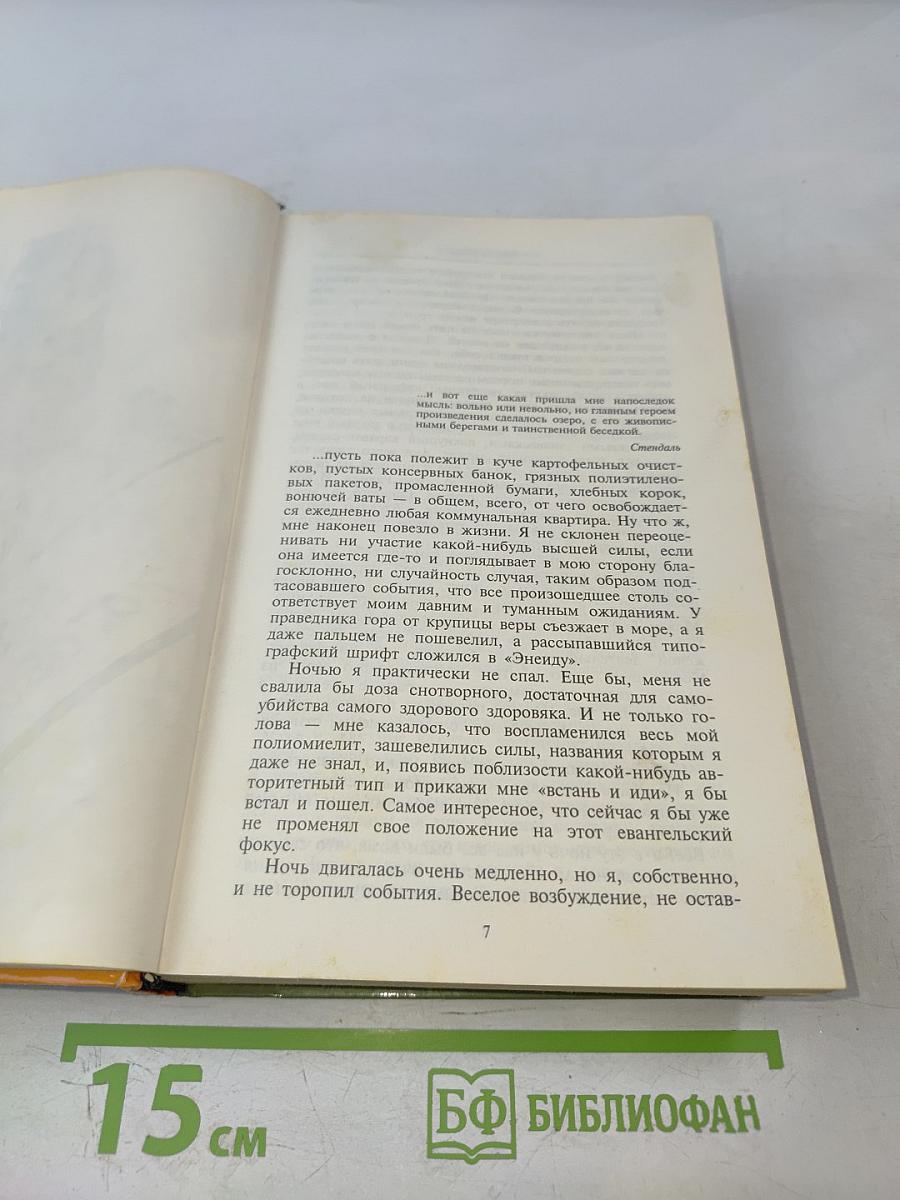 ...и вот еще какая пришла мне напоследок
мысль: вольно или невольно, но главным героем
произведения сделалось озеро, с его живопис-
ными берегами и таинственной беседкой.
Стендаль
...пусть пока полежит в куче картофельных очист-
ков, пустых консервных банок, грязных полиэтилено-
вых пакетов, промасленной бумаги, хлебных корок,
вонючей ваты — в общем, всего, от чего освобождает-
ся ежедневно любая коммунальная квартира. Ну что ж,
мне наконец повезло в жизни. Я не склонен переоце-
нивать ни участие какой-нибудь высшей силы, если
она имеется где-то и поглядывает в мою сторону бла-
госклонно, ни случайность случая, таким образом под-
тасовавшего события, что все произошедшее столь со-
ответствует моим давним и туманным ожиданиям. У
праведника гора от крупицы веры съезжает в море, а я
даже пальцем не пошевелил, а рассыпавшийся типо-
графский шрифт сложился в «Энеиду».
Ночью я практически не спал. Еще бы, меня не
свалила бы доза снотворного, достаточная для само-
убийства самого здорового здоровяка. И не только го-
лова — мне казалось, что воспламенился весь мой
полиомиелит, зашевелились силы, названия которым я
даже не знал, и, появись поблизости какой-нибудь ав-
торитетный тип и прикажи мне «встань и иди», я бы
встал и пошел. Самое интересное, что сейчас я бы уже
не променял свое положение на этот евангельский
фокус.
Ночь двигалась очень медленно, но я, собственно,
и не торопил события. Веселое возбуждение, не остав-
7
15 см
БФ БИБЛИОФАН